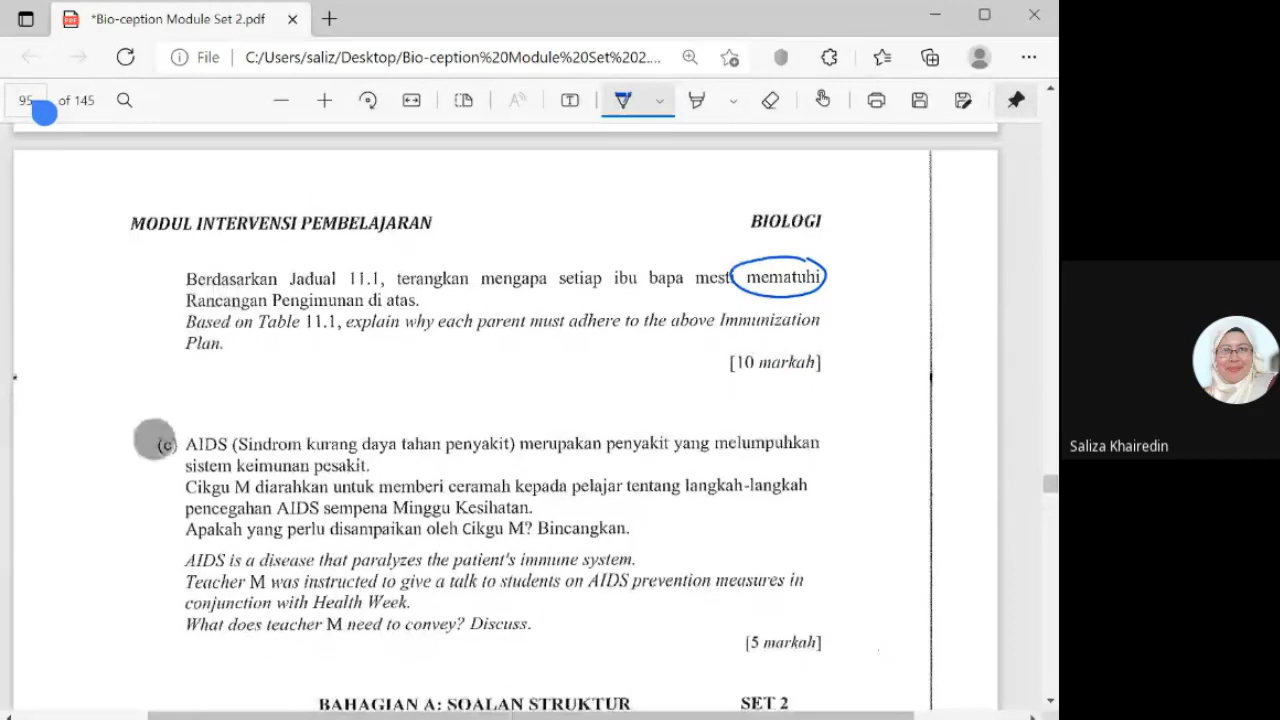 *Bio-ception Module Set 2.pdf
File
C:/Users/saliz/Desktop/Bio-ception%20Module%20Set%202....
95 of 145
MODUL INTERVENSI PEMBELAJARAN BIOLOGI
Berdasarkan Jadual 11.1, terangkan mengapa setiap ibu bapa mesti mematuhi
Rancangan Pengimunan di atas.
Based on Table 11.1, explain why each parent must adhere to the above Immunization
Plan.
[10 markah]
(c) AIDS (Sindrom kurang daya tahan penyakit) merupakan penyakit yang melumpuhkan
sistem keimunan pesakit.
Cikgu M diarahkan untuk memberi ceramah kepada pelajar tentang langkah-langkah
pencegahan AIDS sempena Minggu Kesihatan.
Apakah yang perlu disampaikan oleh Cikgu M? Bincangkan.
AIDS is a disease that paralyzes the patient's immune system.
Teacher M was instructed to give a talk to students on AIDS prevention measures in
conjunction with Health Week.
What does teacher M need to convey? Discuss.
[5 markah]
BAHAGIAN A: SOALAN STRUKTUR SET 2
Saliza Khairedin